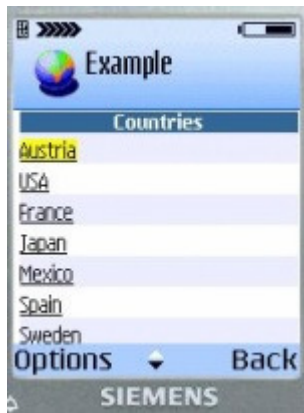 Example
Countries
Austria
USA
France
Japan
Mexico
Spain
Sweden
Options Back
SIEMENS